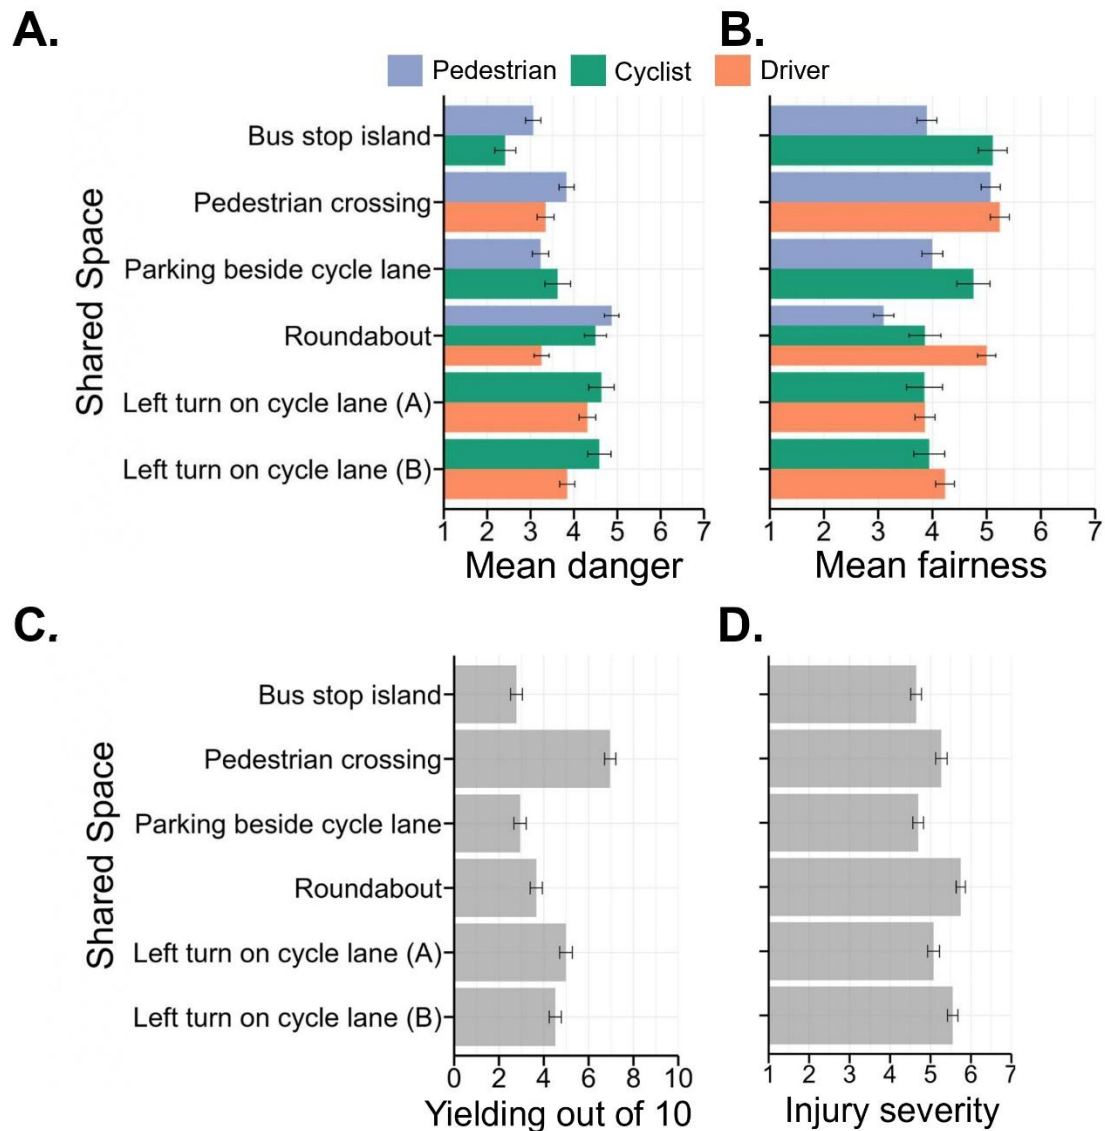 A.
B.
Pedestrian Cyclist Driver
Shared Space
Bus stop island
Pedestrian crossing
Parking beside cycle lane
Roundabout
Left turn on cycle lane (A)
Left turn on cycle lane (B)
1 2 3 4 5 6 7
Mean danger
1 2 3 4 5 6 7
Mean fairness
C.
D.
Shared Space
Bus stop island
Pedestrian crossing
Parking beside cycle lane
Roundabout
Left turn on cycle lane (A)
Left turn on cycle lane (B)
0 2 4 6 8 10
Yielding out of 10
1 2 3 4 5 6 7
Injury severity